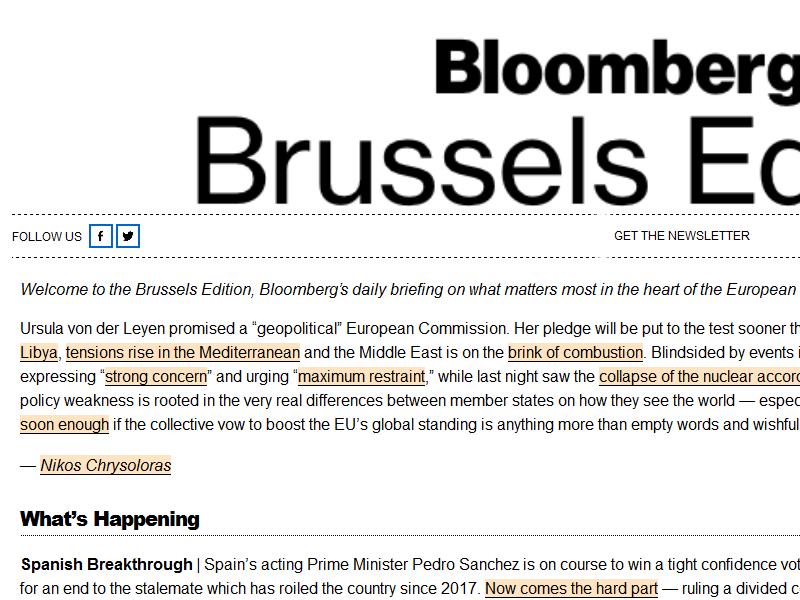 Bloomberg
Brussels Ed
FOLLOW US
GET THE NEWSLETTER
Welcome to the Brussels Edition, Bloomberg's daily briefing on what matters most in the heart of the European
Ursula von der Leyen promised a “geopolitical” European Commission. Her pledge will be put to the test sooner th
Libya, tensions rise in the Mediterranean and the Middle East is on the brink of combustion. Blindsided by events i
expressing “strong concern” and urging “maximum restraint,” while last night saw the collapse of the nuclear accord
policy weakness is rooted in the very real differences between member states on how they see the world — espec
soon enough if the collective vow to boost the EU’s global standing is anything more than empty words and wishful
— Nikos Chrysoloras
What’s Happening
Spanish Breakthrough | Spain’s acting Prime Minister Pedro Sanchez is on course to win a tight confidence vot
for an end to the stalemate which has roiled the country since 2017. Now comes the hard part — ruling a divided c